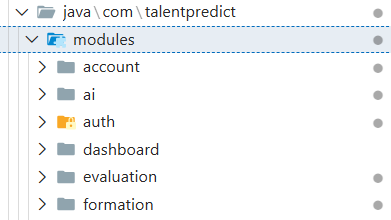 java\com\talentpredict
modules
account
ai
auth
dashboard
evaluation
formation